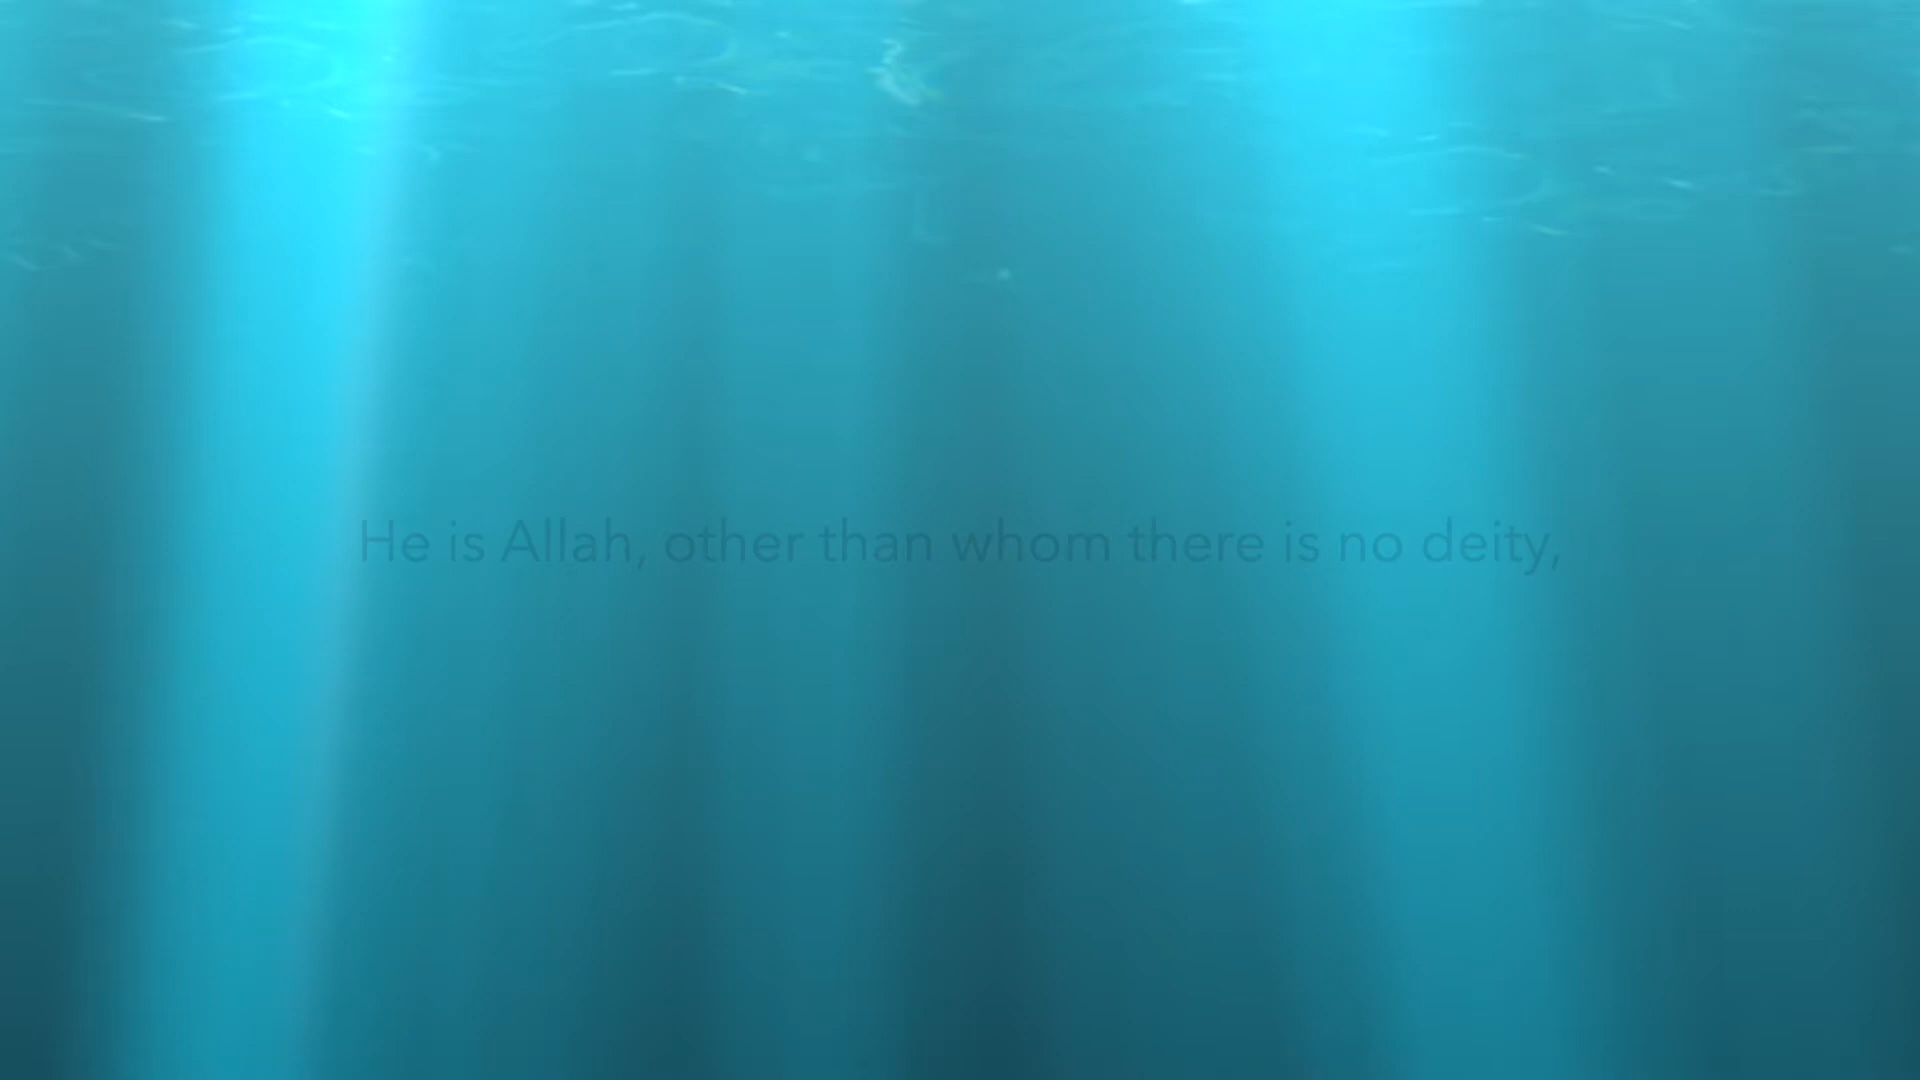 He is Allah, other than whom there is no deity,